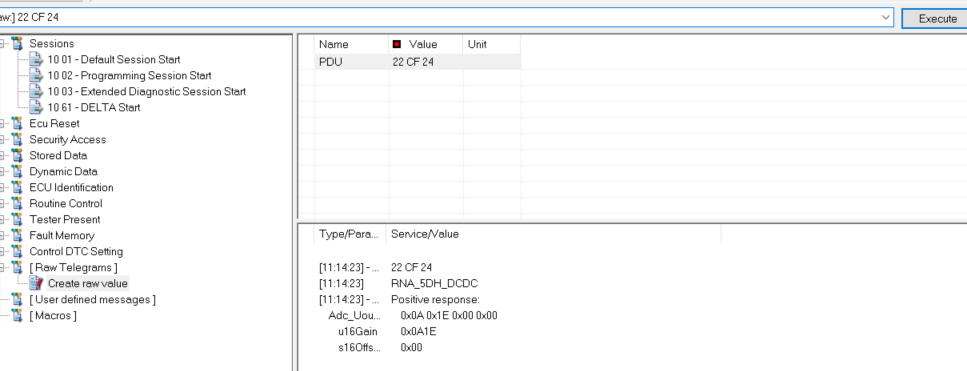 aw:] 22 CF 24
Execute
Sessions
10 01 - Default Session Start
10 02 - Programming Session Start
10 03 - Extended Diagnostic Session Start
10 61 - DELTA Start
Ecu Reset
Security Access
Stored Data
Dynamic Data
ECU Identification
Routine Control
Tester Present
Fault Memory
Control DTC Setting
[ Raw Telegrams ]
Create raw value
[ User defined messages ]
[ Macros ]
Name Value Unit
PDU 22 CF 24
Type/Para... Service/Value
[11:14:23] - ... 22 CF 24
[11:14:23] RNA_5DH_DCDC
[11:14:23] - ... Positive response:
Adc_Uou... 0x0A 0x1E 0x00 0x00
u16Gain 0x0A1E
s16Offs... 0x00